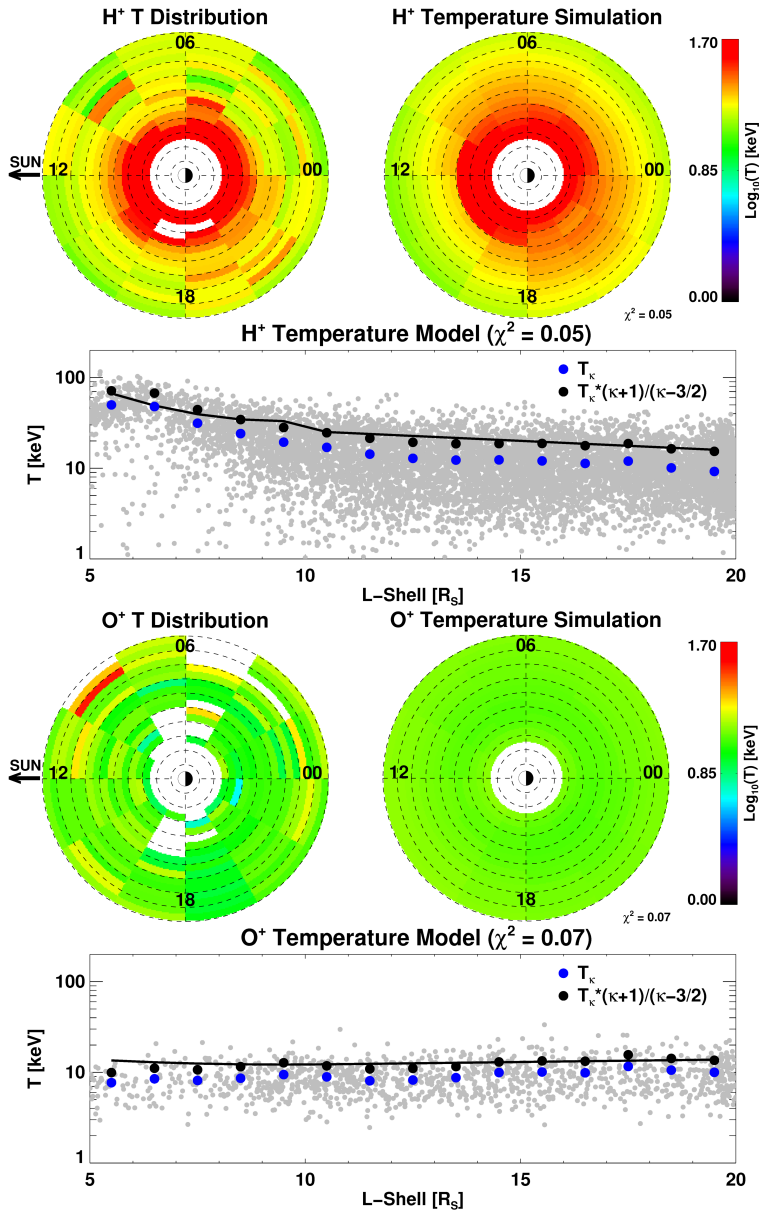 H⁺ T Distribution
H⁺ Temperature Simulation
06
06
1.70
SUN
12
00
12
00
0.85
Log₁₀(T) [keV]
18
18
0.00
χ² = 0.05
H⁺ Temperature Model (χ² = 0.05)
100
10
1
T [keV]
Tκ
Tκ*(κ+1)/(κ−3/2)
5
10
15
20
L−Shell [R_S]
O⁺ T Distribution
O⁺ Temperature Simulation
06
06
1.70
SUN
12
00
12
00
0.85
Log₁₀(T) [keV]
18
18
0.00
χ² = 0.07
O⁺ Temperature Model (χ² = 0.07)
100
10
1
T [keV]
Tκ
Tκ*(κ+1)/(κ−3/2)
5
10
15
20
L−Shell [R_S]